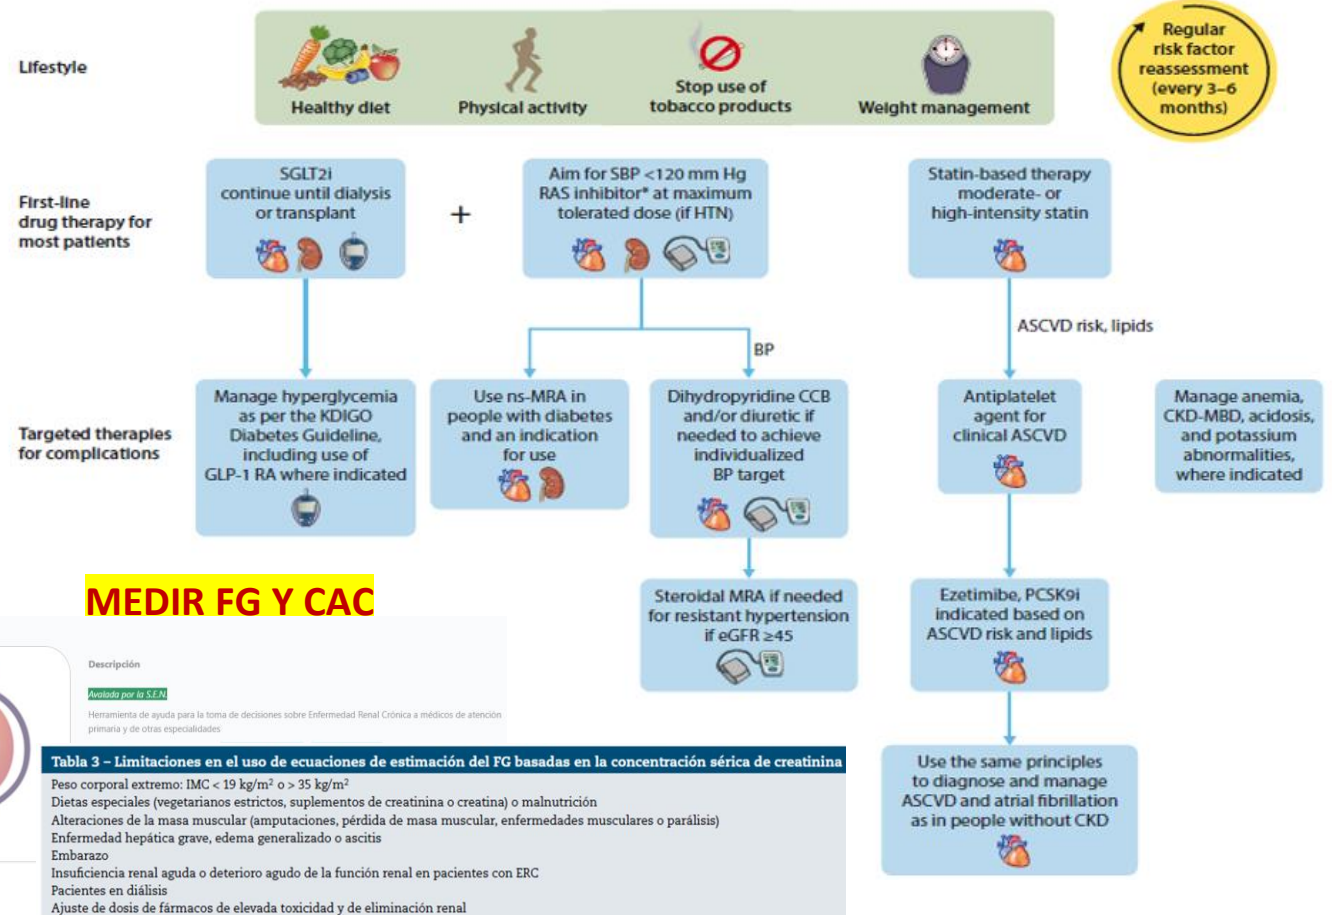 Lifestyle
Healthy diet
Physical activity
Stop use of
tobacco products
Weight management
Regular
risk factor
reassessment
(every 3–6
months)
First-line
drug therapy for
most patients
SGLT2i
continue until dialysis
or transplant
+
Aim for SBP <120 mm Hg
RAS inhibitor* at maximum
tolerated dose (if HTN)
Statin-based therapy
moderate- or
high-intensity statin
ASCVD risk, lipids
BP
Targeted therapies
for complications
Manage hyperglycemia
as per the KDIGO
Diabetes Guideline,
including use of
GLP-1 RA where indicated
Use ns-MRA in
people with diabetes
and an indication
for use
Dihydropyridine CCB
and/or diuretic if
needed to achieve
individualized
BP target
Antiplatelet
agent for
clinical ASCVD
Manage anemia,
CKD-MBD, acidosis,
and potassium
abnormalities,
where indicated
Steroidal MRA if needed
for resistant hypertension
if eGFR ≥45
Ezetimibe, PCSK9i
indicated based on
ASCVD risk and lipids
Use the same principles
to diagnose and manage
ASCVD and atrial fibrillation
as in people without CKD
MEDIR FG Y CAC
Descripción
Avalada por la S.E.N.
Herramienta de ayuda para la toma de decisiones sobre Enfermedad Renal Crónica a médicos de atención
primaria y de otras especialidades
Tabla 3 – Limitaciones en el uso de ecuaciones de estimación del FG basadas en la concentración sérica de creatinina
Peso corporal extremo: IMC < 19 kg/m² o > 35 kg/m²
Dietas especiales (vegetarianos estrictos, suplementos de creatinina o creatina) o malnutrición
Alteraciones de la masa muscular (amputaciones, pérdida de masa muscular, enfermedades musculares o parálisis)
Enfermedad hepática grave, edema generalizado o ascitis
Embarazo
Insuficiencia renal aguda o deterioro agudo de la función renal en pacientes con ERC
Pacientes en diálisis
Ajuste de dosis de fármacos de elevada toxicidad y de eliminación renal